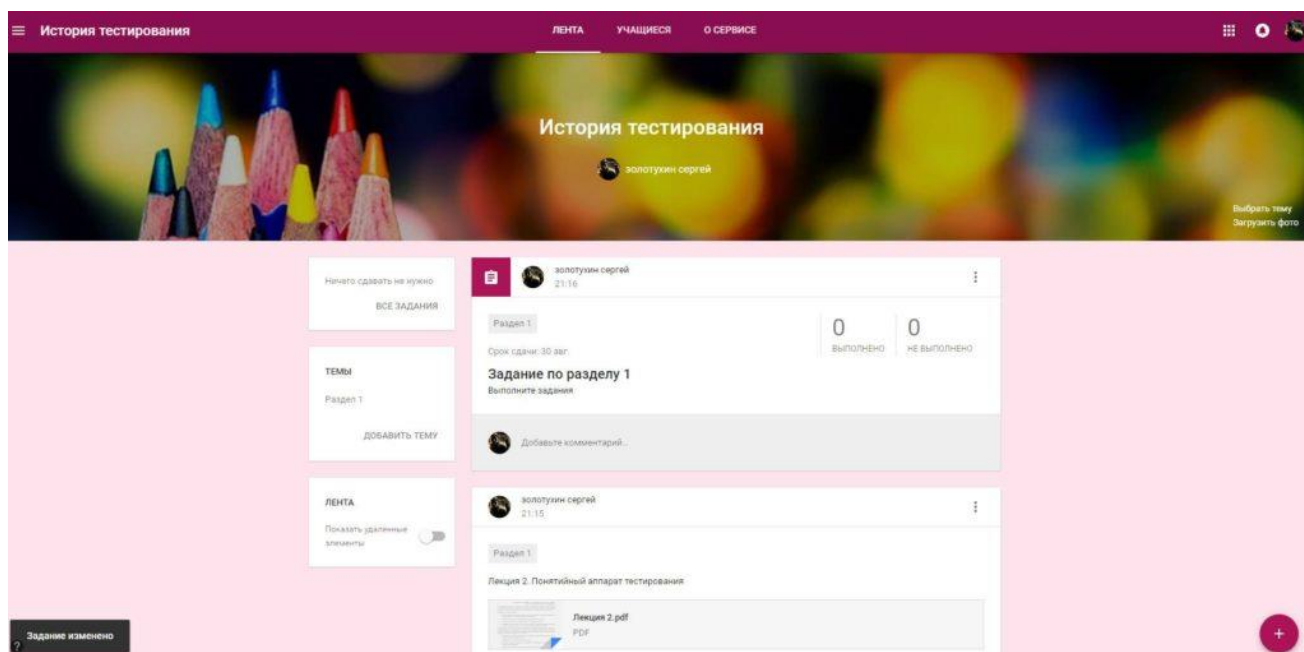 История тестирования
ЛЕНТА УЧАЩИЕСЯ О СЕРВИСЕ
История тестирования
золотухин сергей
Выбрать тему
Загрузить фото
Ничего сдавать не нужно
ВСЕ ЗАДАНИЯ
ТЕМЫ
Раздел 1
ДОБАВИТЬ ТЕМУ
ЛЕНТА
Показать удаленные
элементы
золотухин сергей
21:16
Раздел 1
0 0
ВЫПОЛНЕНО НЕ ВЫПОЛНЕНО
Срок сдачи: 30 авг.
Задание по разделу 1
Выполните задания
Добавьте комментарий...
золотухин сергей
21:15
Раздел 1
Лекция 2. Понятийный аппарат тестирования
Лекция 2.pdf
PDF
Задание изменено
?
+